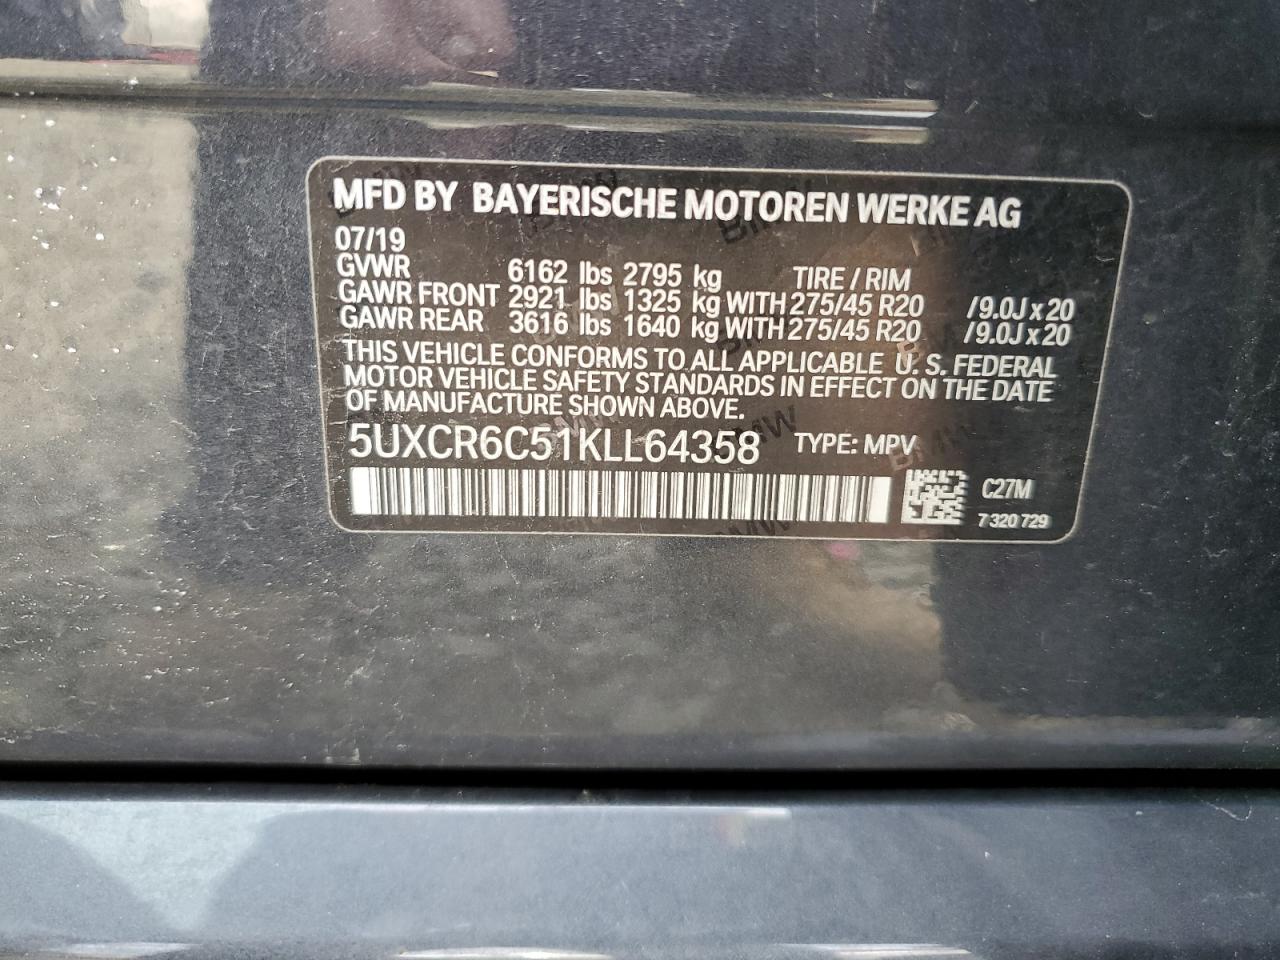 MFD BY BAYERISCHE MOTOREN WERKE AG
07/19
GVWR 6162 lbs 2795 kg TIRE / RIM
GAWR FRONT 2921 lbs 1325 kg WITH 275/45 R20 /9.0J x 20
GAWR REAR 3616 lbs 1640 kg WITH 275/45 R20 /9.0J x 20
THIS VEHICLE CONFORMS TO ALL APPLICABLE U. S. FEDERAL
MOTOR VEHICLE SAFETY STANDARDS IN EFFECT ON THE DATE
OF MANUFACTURE SHOWN ABOVE.
5UXCR6C51KLL64358 TYPE: MPV
C27M
7 320 729